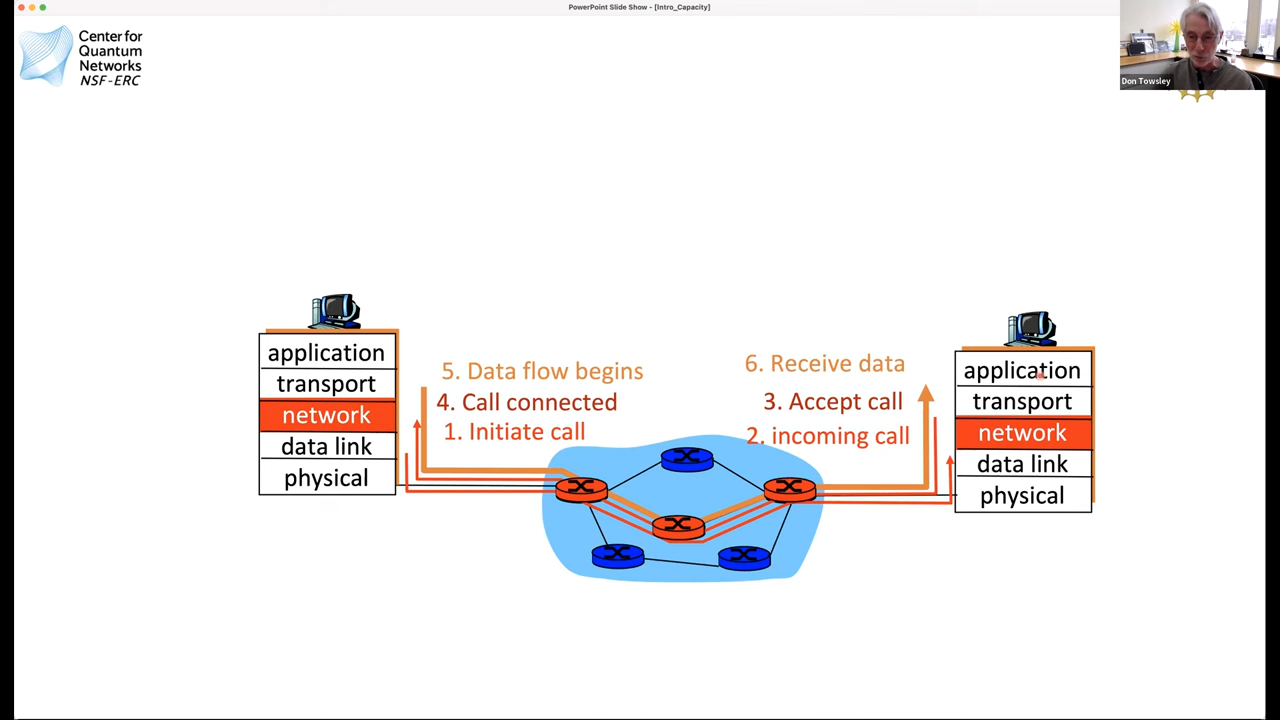 PowerPoint Slide Show - [Intro_Capacity]
Center for
Quantum
Networks
NSF-ERC
Don Towsley
application
transport
network
data link
physical
5. Data flow begins
4. Call connected
1. Initiate call
6. Receive data
3. Accept call
2. incoming call
application
transport
network
data link
physical